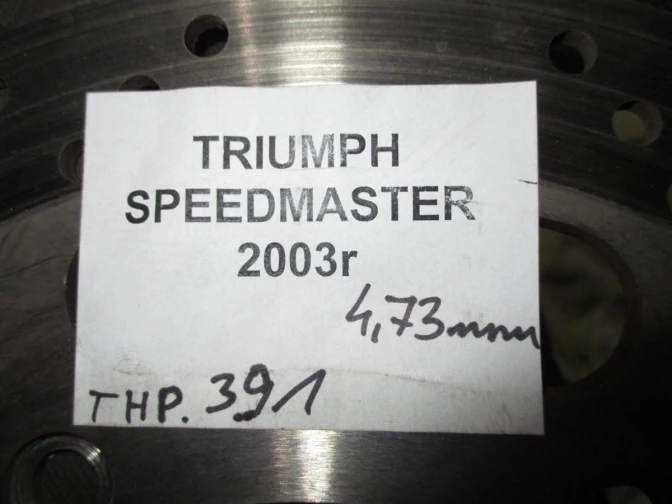 TRIUMPH
SPEEDMASTER
2003r
4,73mm
THP. 391